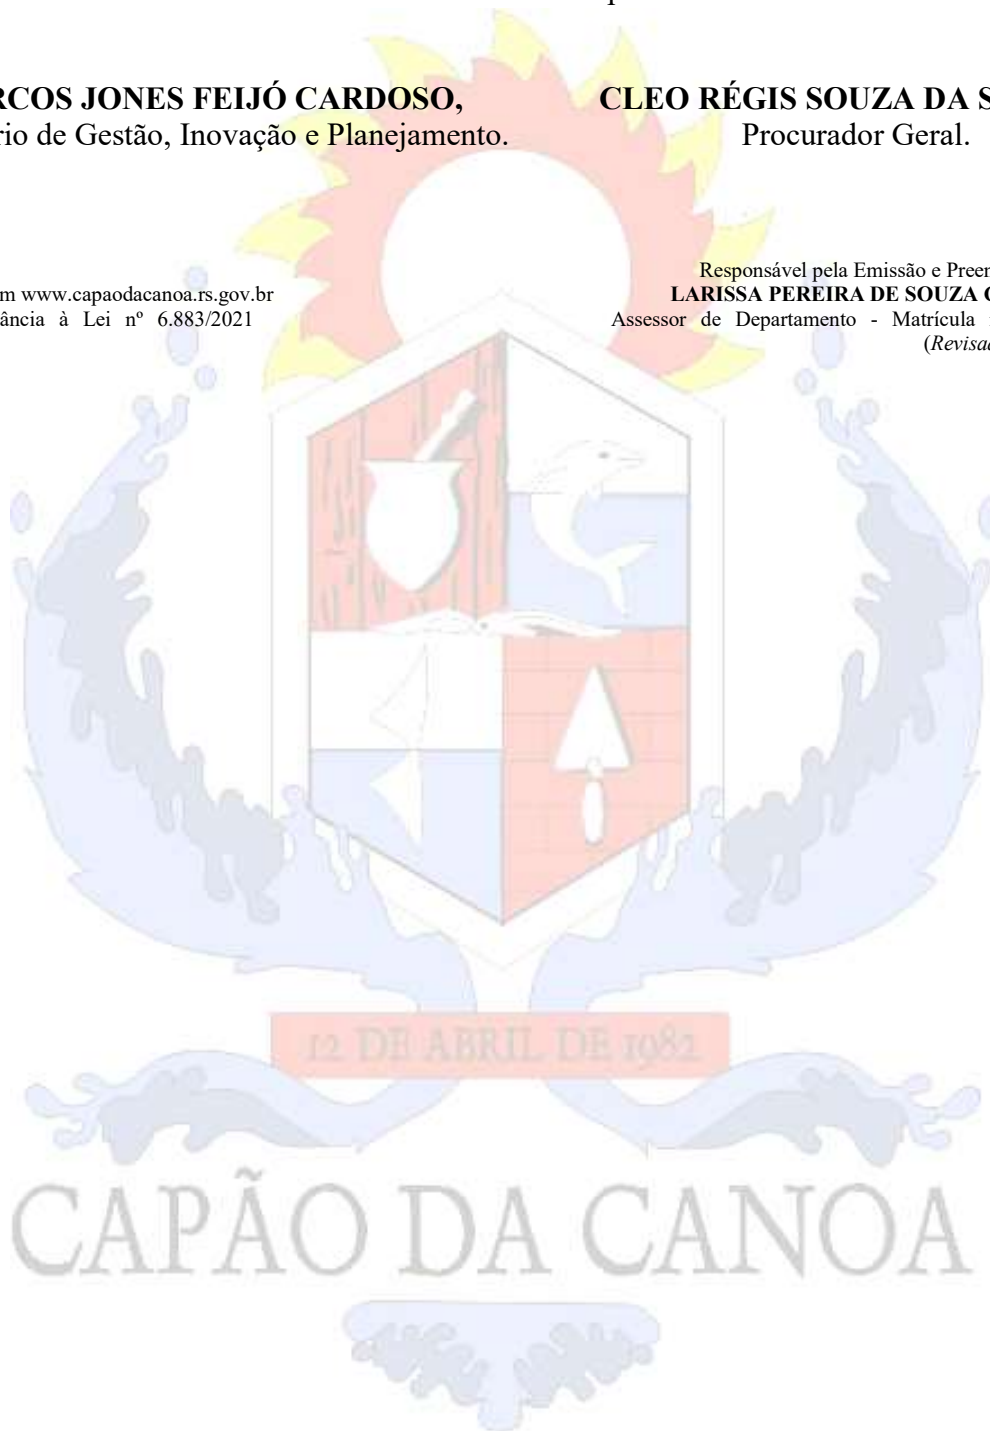 RCOS JONES FEIJÓ CARDOSO,
rio de Gestão, Inovação e Planejamento.
CLEO RÉGIS SOUZA DA S
Procurador Geral.
m www.capaodacanoa.rs.gov.br
ância à Lei nº 6.883/2021
Responsável pela Emissão e Preen
LARISSA PEREIRA DE SOUZA
Assessor de Departamento - Matrícula
(Revisad
12 DE ABRIL DE 1982
CAPÃO DA CANOA